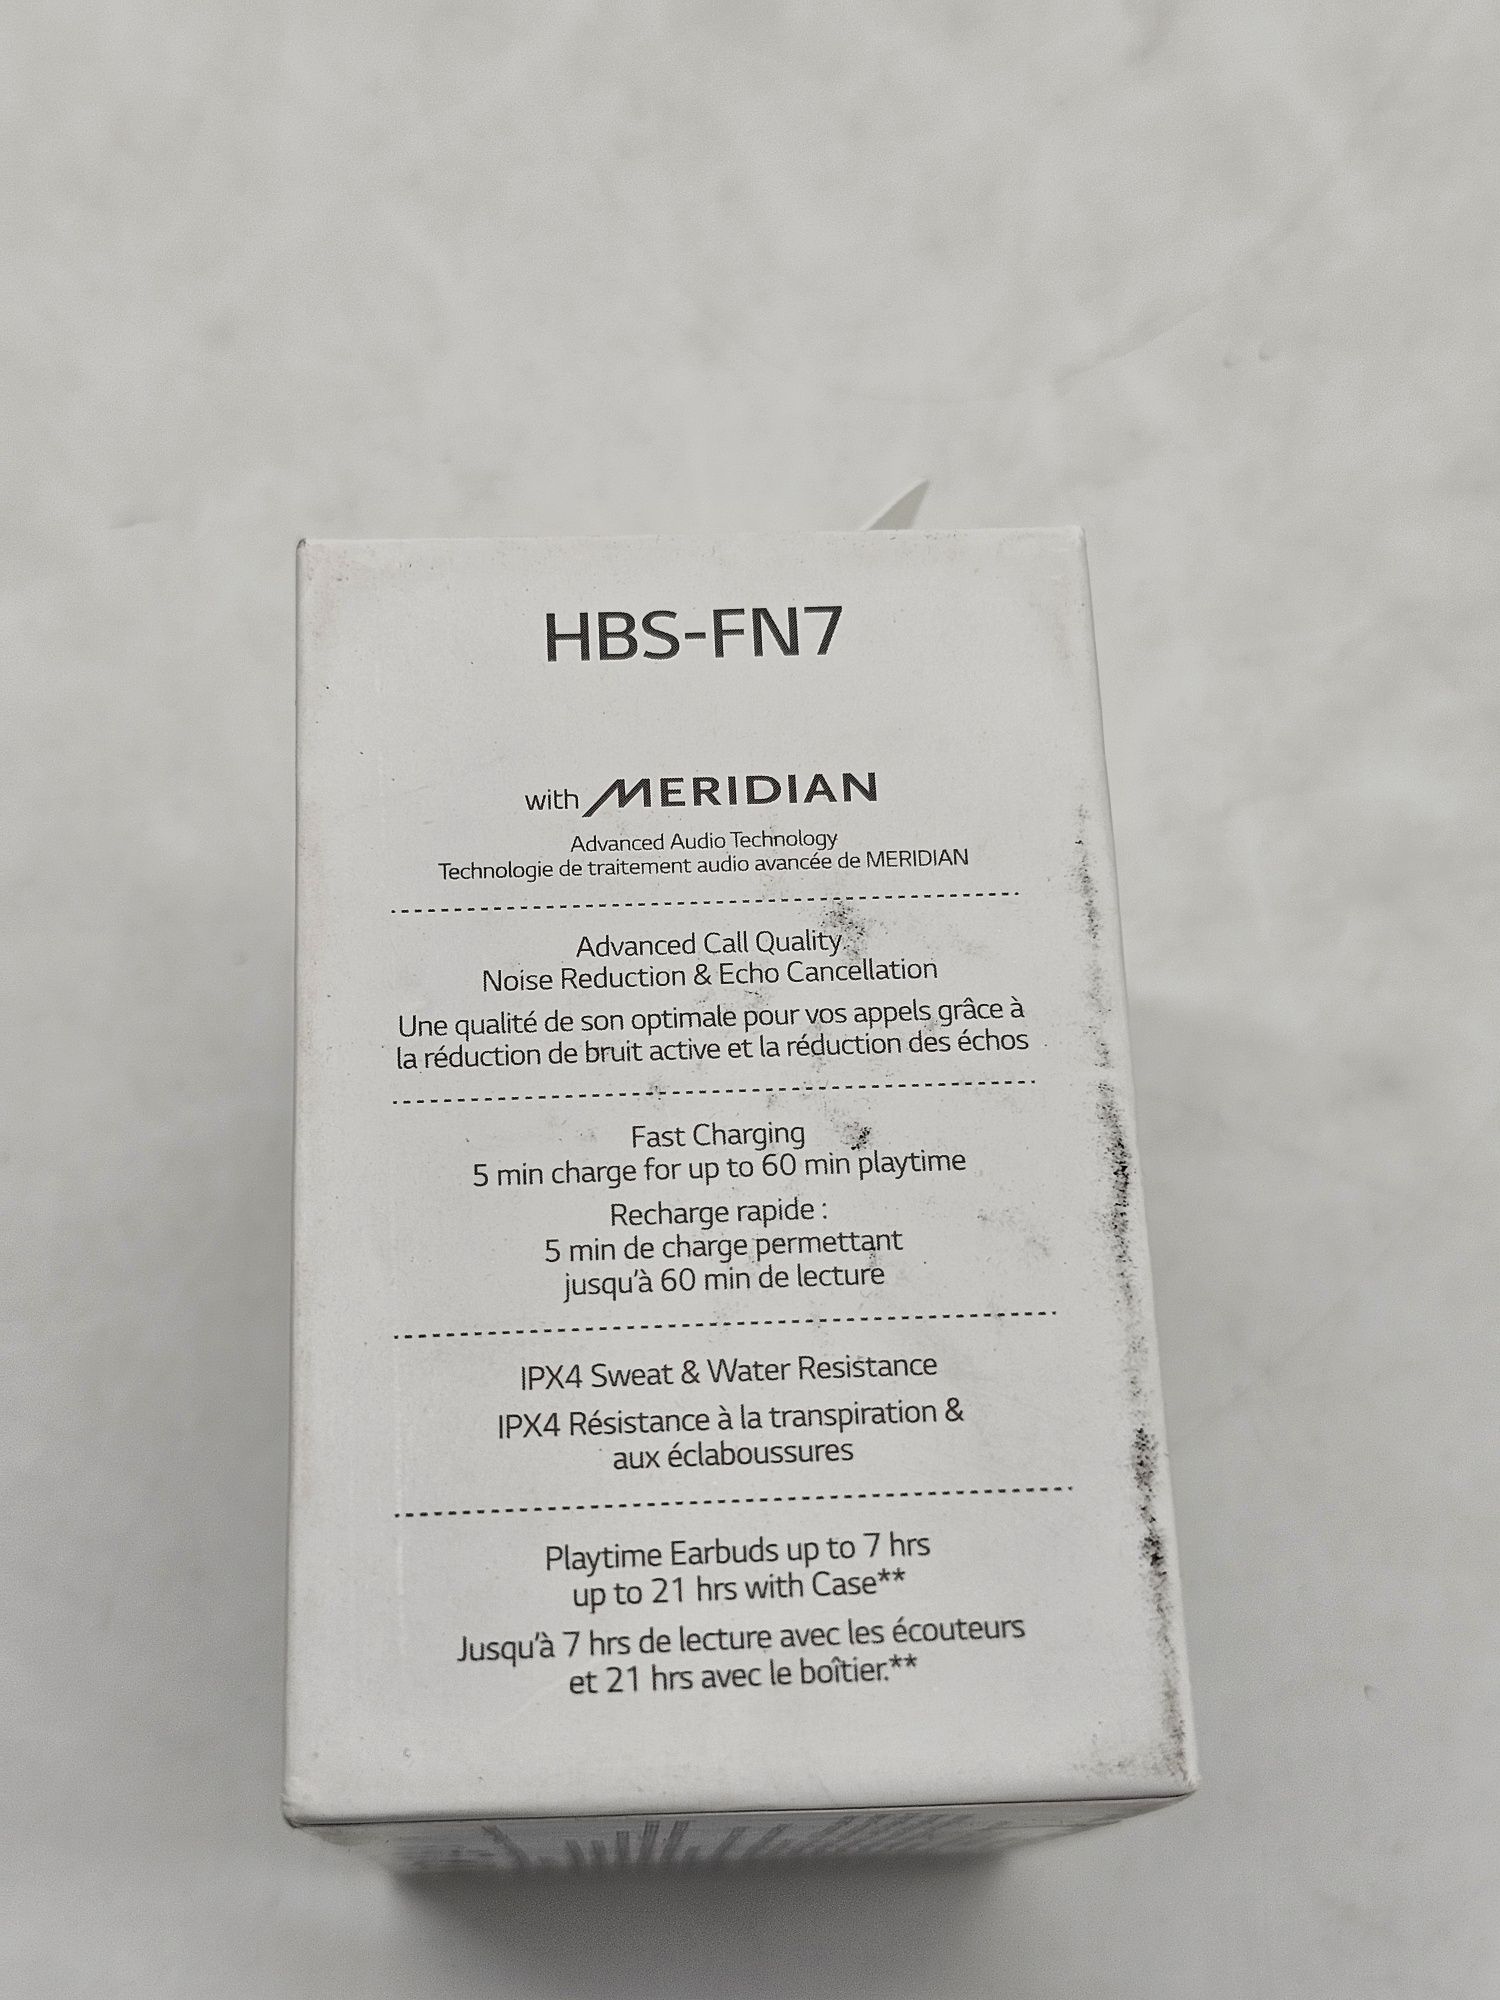 HBS-FN7
with MERIDIAN
Advanced Audio Technology
Technologie de traitement audio avancée de MERIDIAN
Advanced Call Quality
Noise Reduction & Echo Cancellation
Une qualité de son optimale pour vos appels grâce à
la réduction de bruit active et la réduction des échos
Fast Charging
5 min charge for up to 60 min playtime
Recharge rapide :
5 min de charge permettant
jusqu'à 60 min de lecture
IPX4 Sweat & Water Resistance
IPX4 Résistance à la transpiration &
aux éclaboussures
Playtime Earbuds up to 7 hrs
up to 21 hrs with Case**
Jusqu'à 7 hrs de lecture avec les écouteurs
et 21 hrs avec le boîtier.**